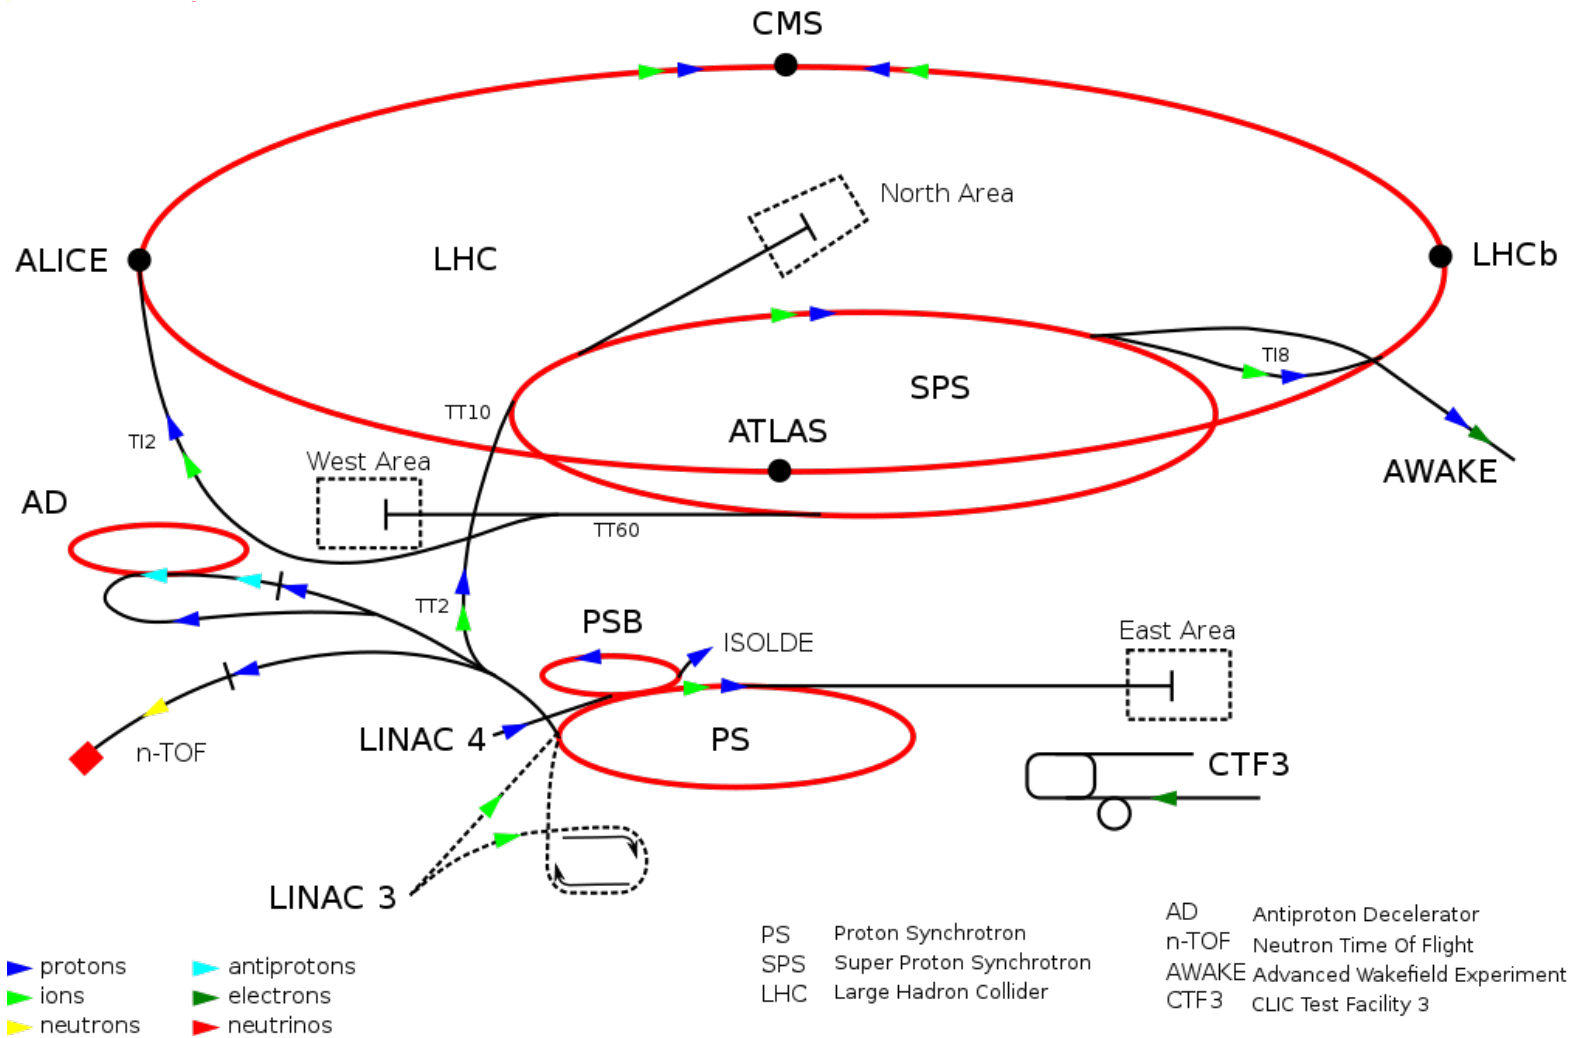 CMS
North Area
ALICE
LHC
LHCb
TI8
SPS
TT10
ATLAS
TI2
West Area
AWAKE
AD
TT60
TT2
PSB
ISOLDE
East Area
LINAC 4
PS
n-TOF
CTF3
LINAC 3
protons
ions
neutrons
antiprotons
electrons
neutrinos
PS Proton Synchrotron
SPS Super Proton Synchrotron
LHC Large Hadron Collider
AD Antiproton Decelerator
n-TOF Neutron Time Of Flight
AWAKE Advanced Wakefield Experiment
CTF3 CLIC Test Facility 3